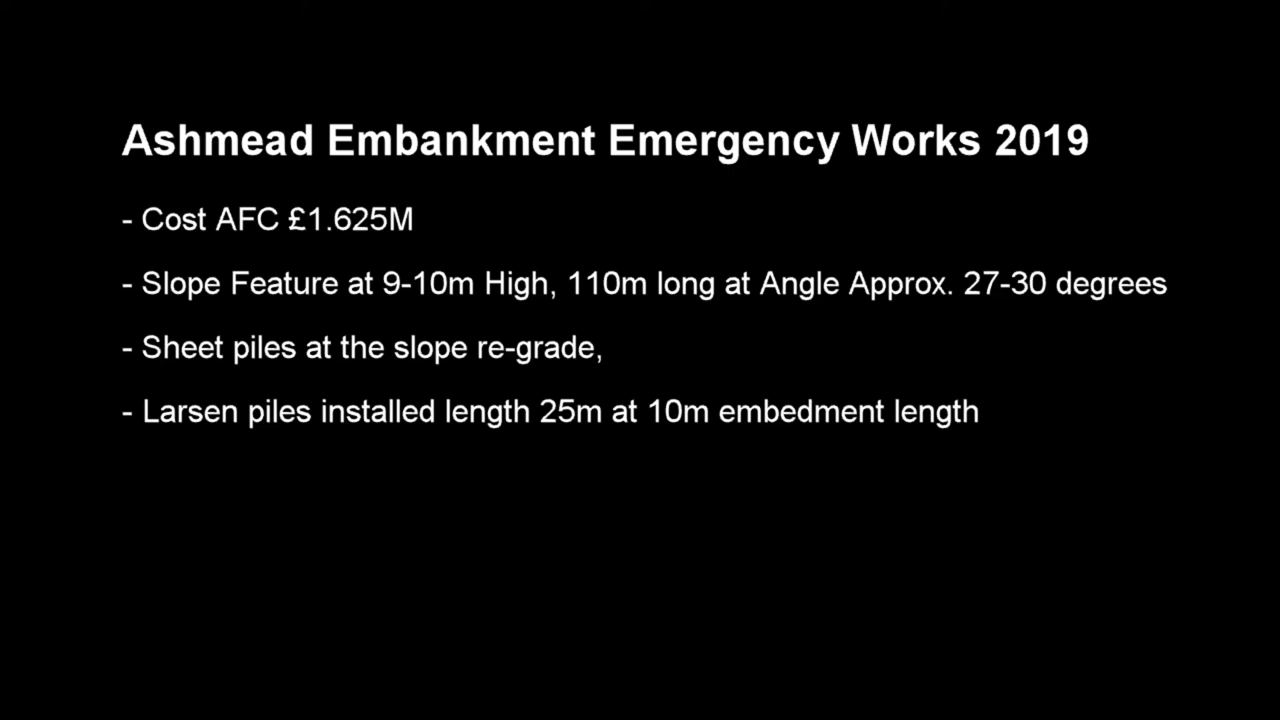 Ashmead Embankment Emergency Works 2019
- Cost AFC £1.625M
- Slope Feature at 9-10m High, 110m long at Angle Approx. 27-30 degrees
- Sheet piles at the slope re-grade,
- Larsen piles installed length 25m at 10m embedment length